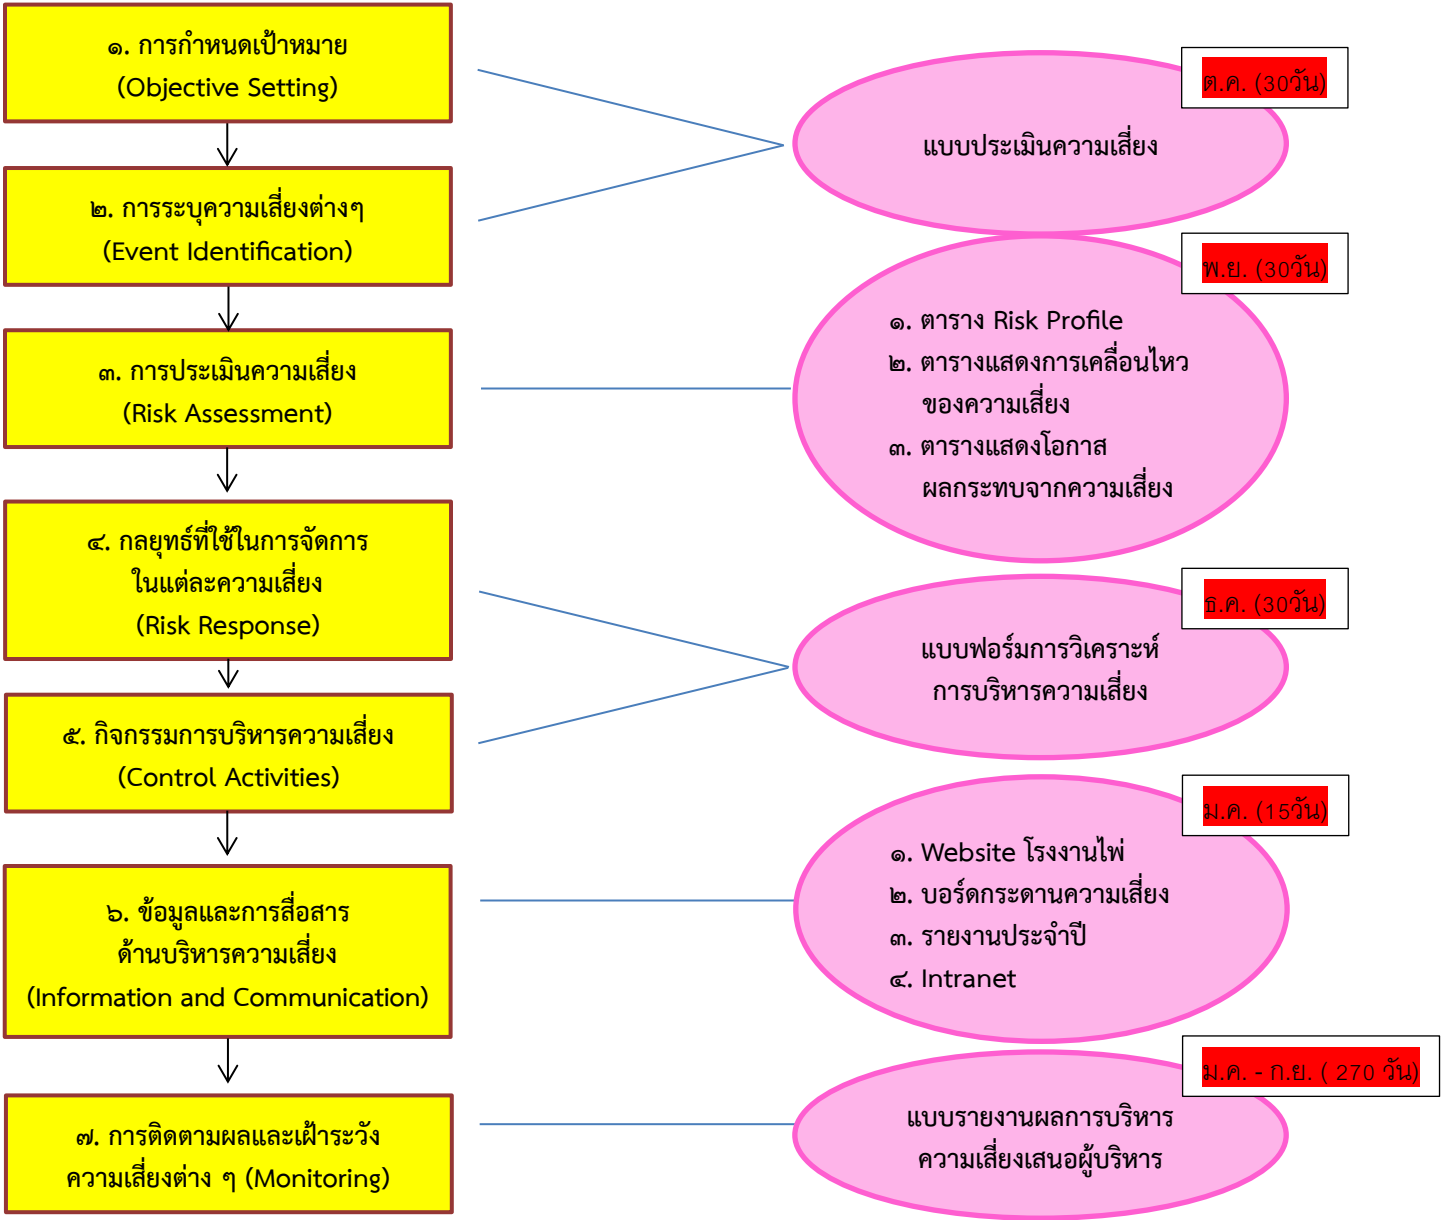 ๑. การกำหนดเป้าหมาย
(Objective Setting)
๒. การระบุความเสี่ยงต่างๆ
(Event Identification)
๓. การประเมินความเสี่ยง
(Risk Assessment)
๔. กลยุทธ์ที่ใช้ในการจัดการ
ในแต่ละความเสี่ยง
(Risk Response)
๕. กิจกรรมการบริหารความเสี่ยง
(Control Activities)
๖. ข้อมูลและการสื่อสาร
ด้านบริหารความเสี่ยง
(Information and Communication)
๗. การติดตามผลและเฝ้าระวัง
ความเสี่ยงต่าง ๆ (Monitoring)
ต.ค. (30วัน)
แบบประเมินความเสี่ยง
พ.ย. (30วัน)
๑. ตาราง Risk Profile
๒. ตารางแสดงการเคลื่อนไหว
ของความเสี่ยง
๓. ตารางแสดงโอกาส
ผลกระทบจากความเสี่ยง
ธ.ค. (30วัน)
แบบฟอร์มการวิเคราะห์
การบริหารความเสี่ยง
ม.ค. (15วัน)
๑. Website โรงงานไพ่
๒. บอร์ดกระดานความเสี่ยง
๓. รายงานประจำปี
๔. Intranet
ม.ค. - ก.ย. ( 270 วัน)
แบบรายงานผลการบริหาร
ความเสี่ยงเสนอผู้บริหาร